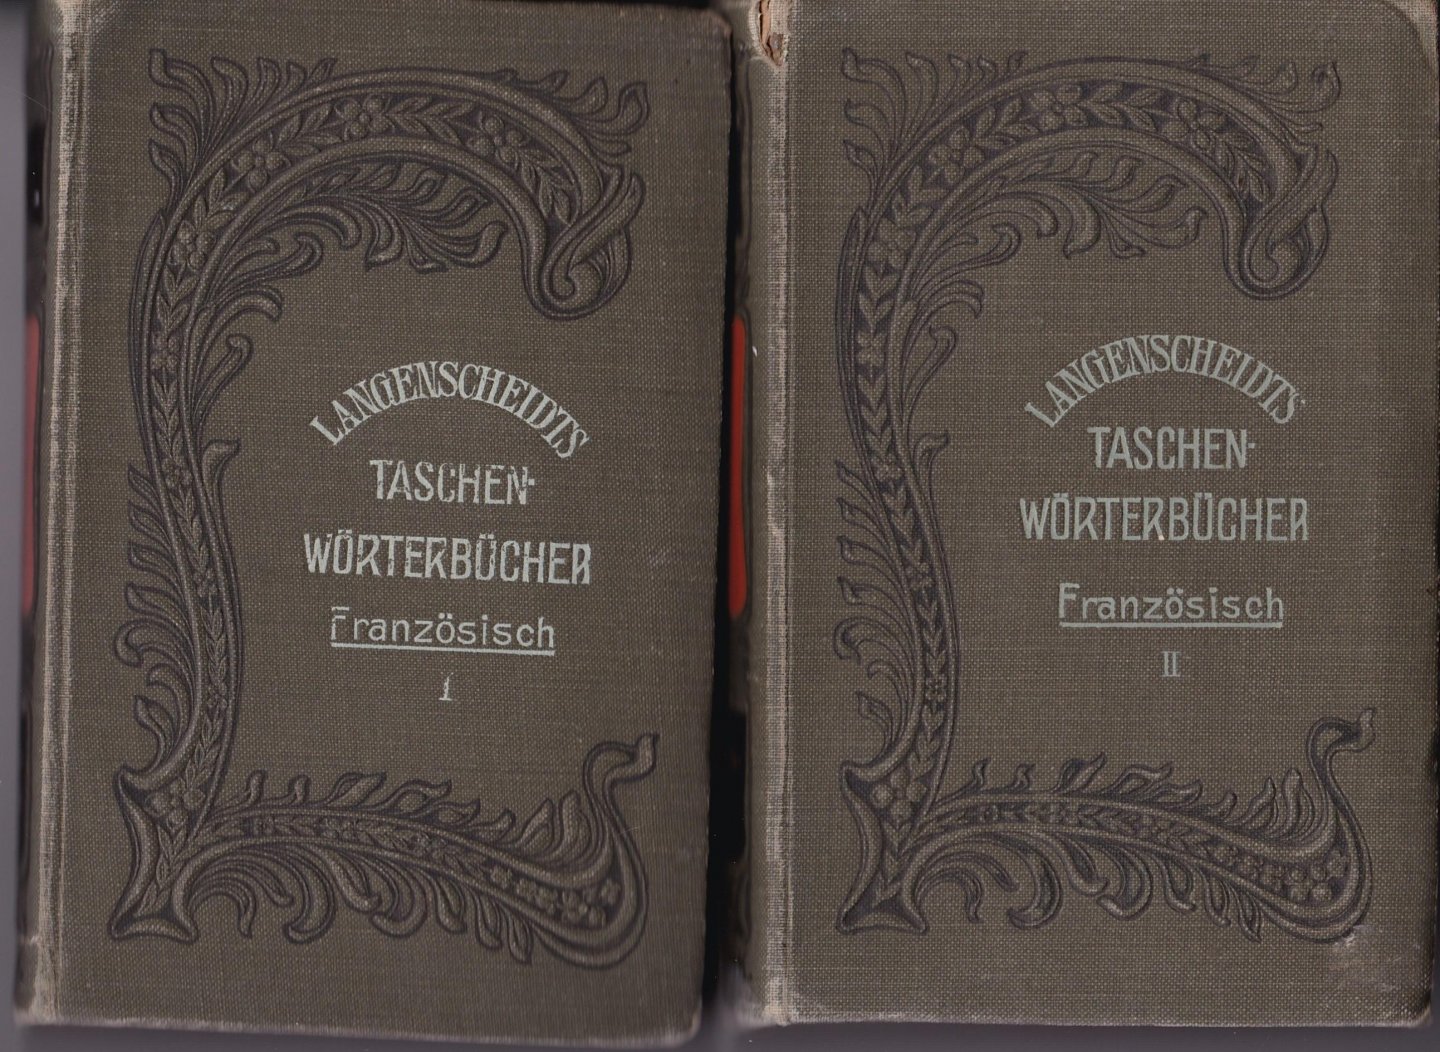 LANGENSCHEIDTS
TASCHEN-
WÖRTERBÜCHER
Französisch
I
LANGENSCHEIDTS
TASCHEN-
WÖRTERBÜCHER
Französisch
II